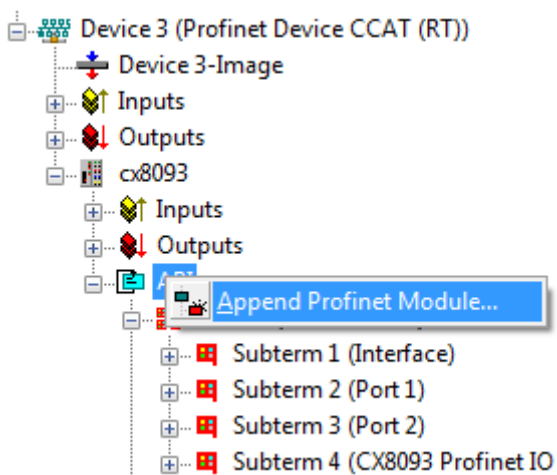 Device 3 (Profinet Device CCAT (RT))
Device 3-Image
Inputs
Outputs
cx8093
Inputs
Outputs
Append Profinet Module...
Subterm 1 (Interface)
Subterm 2 (Port 1)
Subterm 3 (Port 2)
Subterm 4 (CX8093 Profinet IO